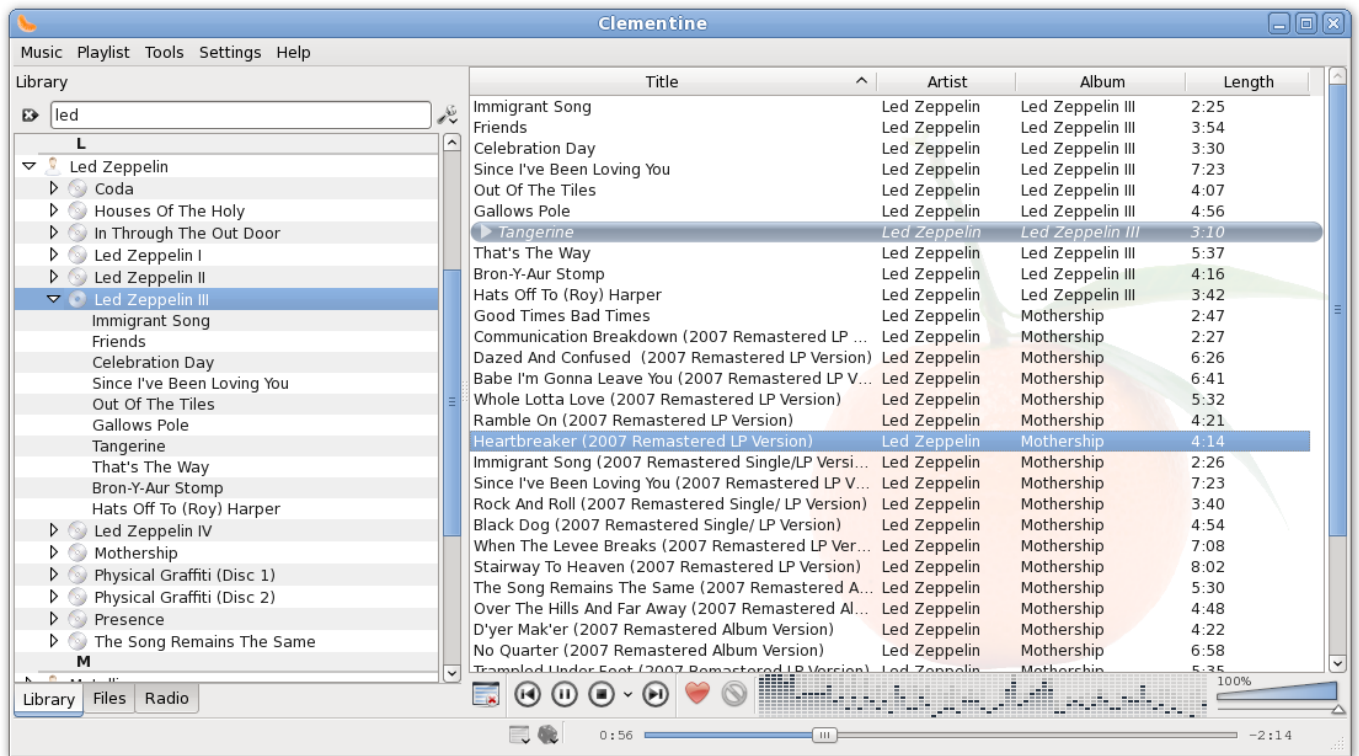 Clementine
Music Playlist Tools Settings Help
Library
led
L
Led Zeppelin
Coda
Houses Of The Holy
In Through The Out Door
Led Zeppelin I
Led Zeppelin II
Led Zeppelin III
Immigrant Song
Friends
Celebration Day
Since I've Been Loving You
Out Of The Tiles
Gallows Pole
Tangerine
That's The Way
Bron-Y-Aur Stomp
Hats Off To (Roy) Harper
Led Zeppelin IV
Mothership
Physical Graffiti (Disc 1)
Physical Graffiti (Disc 2)
Presence
The Song Remains The Same
M
Library Files Radio
Title Artist Album Length
Immigrant Song Led Zeppelin Led Zeppelin III 2:25
Friends Led Zeppelin Led Zeppelin III 3:54
Celebration Day Led Zeppelin Led Zeppelin III 3:30
Since I've Been Loving You Led Zeppelin Led Zeppelin III 7:23
Out Of The Tiles Led Zeppelin Led Zeppelin III 4:07
Gallows Pole Led Zeppelin Led Zeppelin III 4:56
Tangerine Led Zeppelin Led Zeppelin III 3:10
That's The Way Led Zeppelin Led Zeppelin III 5:37
Bron-Y-Aur Stomp Led Zeppelin Led Zeppelin III 4:16
Hats Off To (Roy) Harper Led Zeppelin Led Zeppelin III 3:42
Good Times Bad Times Led Zeppelin Mothership 2:47
Communication Breakdown (2007 Remastered LP ... Led Zeppelin Mothership 2:27
Dazed And Confused (2007 Remastered LP Version) Led Zeppelin Mothership 6:26
Babe I'm Gonna Leave You (2007 Remastered LP V... Led Zeppelin Mothership 6:41
Whole Lotta Love (2007 Remastered LP Version) Led Zeppelin Mothership 5:32
Ramble On (2007 Remastered LP Version) Led Zeppelin Mothership 4:21
Heartbreaker (2007 Remastered LP Version) Led Zeppelin Mothership 4:14
Immigrant Song (2007 Remastered Single/LP Versi... Led Zeppelin Mothership 2:26
Since I've Been Loving You (2007 Remastered LP V... Led Zeppelin Mothership 7:23
Rock And Roll (2007 Remastered Single/ LP Version) Led Zeppelin Mothership 3:40
Black Dog (2007 Remastered Single/ LP Version) Led Zeppelin Mothership 4:54
When The Levee Breaks (2007 Remastered LP Ver... Led Zeppelin Mothership 7:08
Stairway To Heaven (2007 Remastered LP Version) Led Zeppelin Mothership 8:02
The Song Remains The Same (2007 Remastered A... Led Zeppelin Mothership 5:30
Over The Hills And Far Away (2007 Remastered Al... Led Zeppelin Mothership 4:48
D'yer Mak'er (2007 Remastered Album Version) Led Zeppelin Mothership 4:22
No Quarter (2007 Remastered Album Version) Led Zeppelin Mothership 6:58
Trampled Under Foot (2007 Remastered LP Version) Led Zeppelin Mothership 5:35
100%
0:56 -2:14